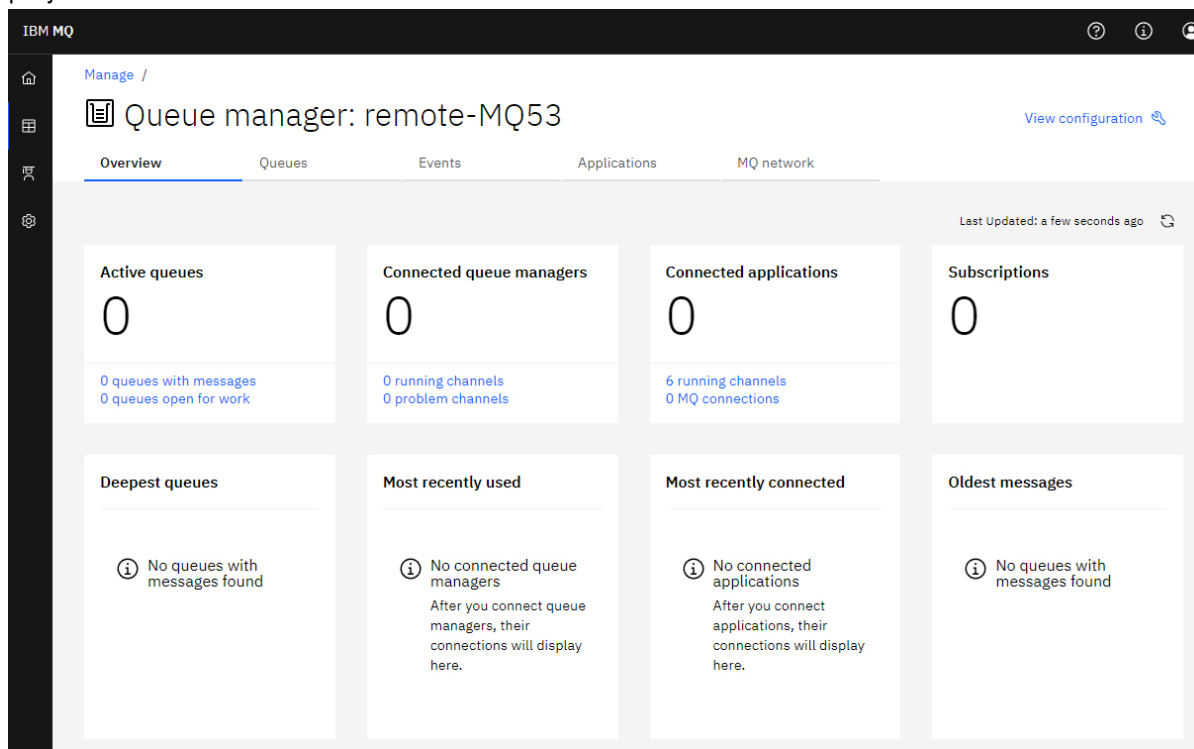 IBM MQ
Manage /
Queue manager: remote-MQ53
View configuration
Overview Queues Events Applications MQ network
Last Updated: a few seconds ago
Active queues
0
0 queues with messages
0 queues open for work
Connected queue managers
0
0 running channels
0 problem channels
Connected applications
0
6 running channels
0 MQ connections
Subscriptions
0
Deepest queues
No queues with
messages found
Most recently used
No connected queue
managers
After you connect queue
managers, their
connections will display
here.
Most recently connected
No connected
applications
After you connect
applications, their
connections will display
here.
Oldest messages
No queues with
messages found